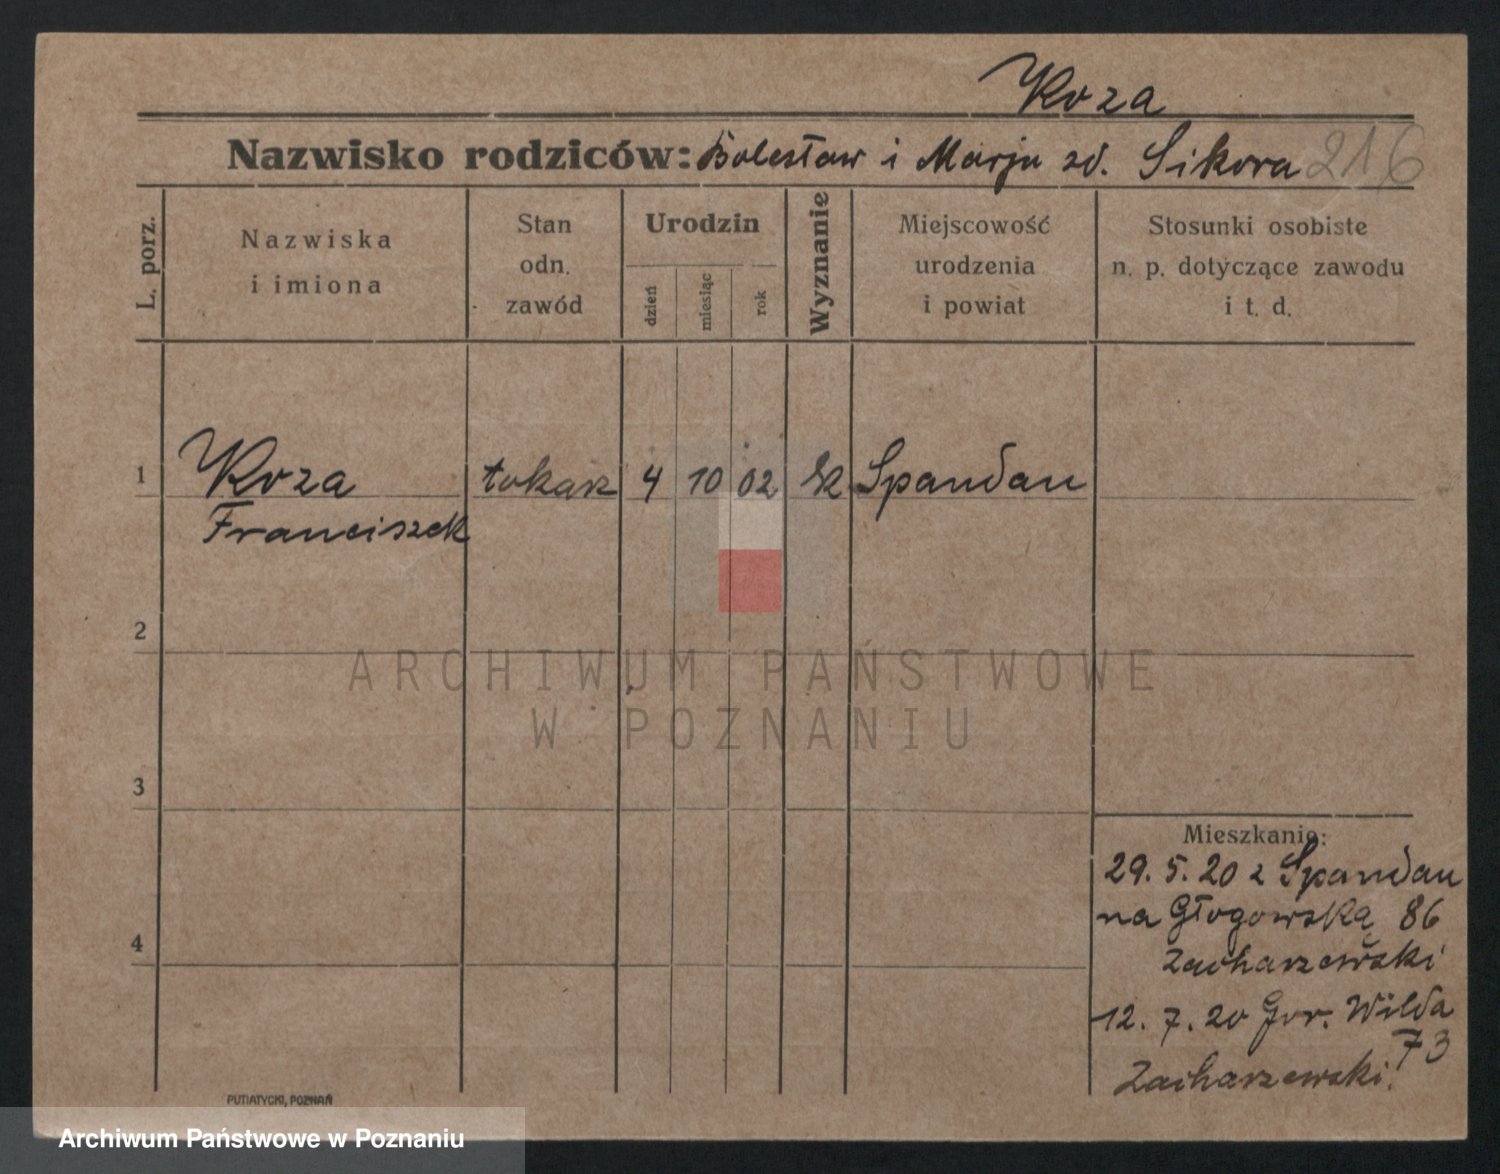 Koza
Nazwisko rodziców: Bolesław i Marja zd. Sikora 216
L. porz.
Nazwiska
i imiona
Stan
odn.
zawód
Urodzin
dzień
miesiąc
rok
Wyznanie
Miejscowość
urodzenia
i powiat
Stosunki osobiste
n. p. dotyczące zawodu
i t. d.
1 Koza tokarz 4 10 02 Spandau
Franciszek
2
3
4
Mieszkanie:
29. 5. 20 z Spandau
na Głogowską 86
Zacharzewski
12. 7. 20 Gór. Wilda
73
Zacharzewski.
PUTIATYCKI, POZNAŃ
ARCHIWUM PAŃSTWOWE
W POZNANIU
Archiwum Państwowe w Poznaniu